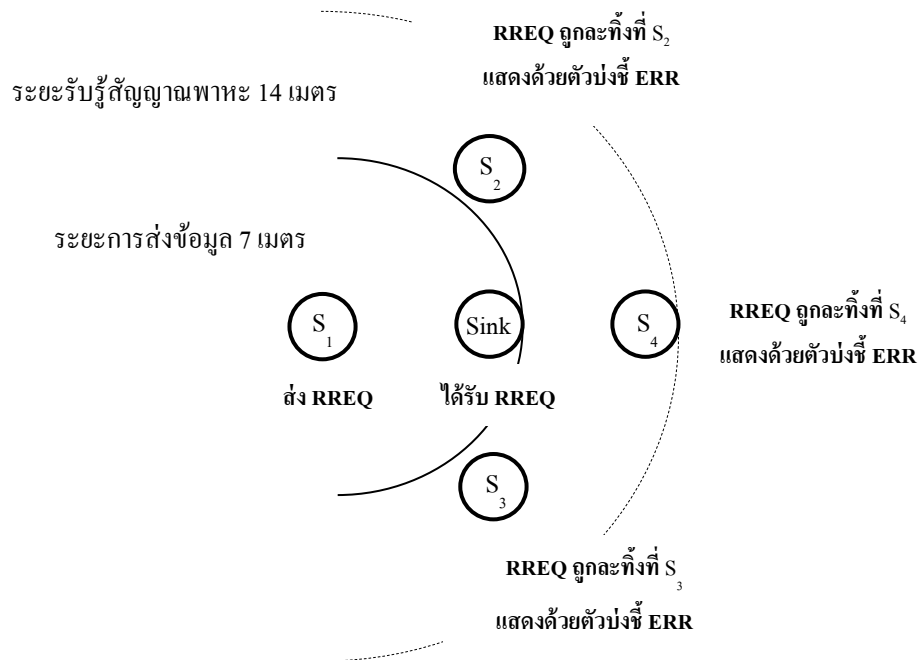 RREQ ถูกละทิ้งที่ S₂
แสดงด้วยตัวบ่งชี้ ERR
ระยะรับรู้สัญญาณพาหะ 14 เมตร
S₂
ระยะการส่งข้อมูล 7 เมตร
S₁
Sink
S₄
RREQ ถูกละทิ้งที่ S₄
แสดงด้วยตัวบ่งชี้ ERR
ส่ง RREQ
ได้รับ RREQ
S₃
RREQ ถูกละทิ้งที่ S₃
แสดงด้วยตัวบ่งชี้ ERR